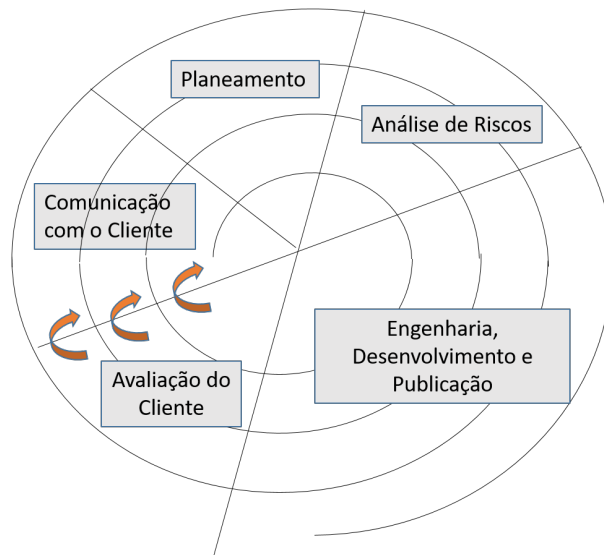 Planeamento
Análise de Riscos
Comunicação
com o Cliente
Engenharia,
Desenvolvimento e
Publicação
Avaliação do
Cliente